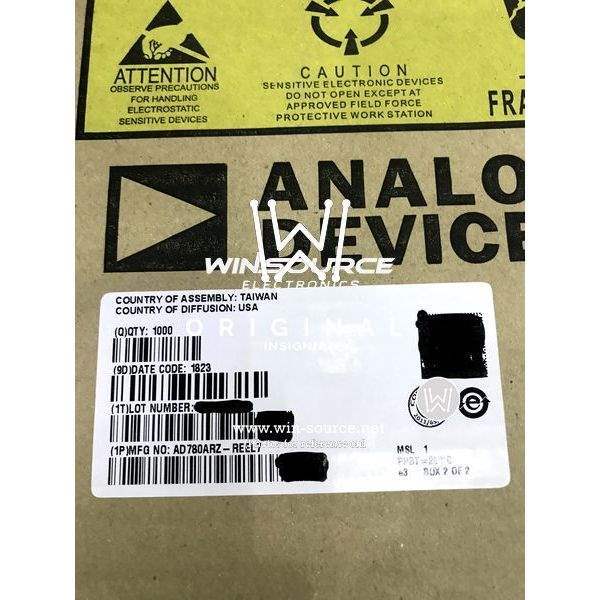 ATTENTION
OBSERVE PRECAUTIONS
FOR HANDLING
ELECTROSTATIC
SENSITIVE DEVICES
CAUTION
SENSITIVE ELECTRONIC DEVICES
DO NOT OPEN EXCEPT AT
APPROVED FIELD FORCE
PROTECTIVE WORK STATION
FRA
ANALO
DEVICE
WIN SOURCE
ELECTRONICS
COUNTRY OF ASSEMBLY: TAIWAN
COUNTRY OF DIFFUSION: USA
ORIGINAL
INSIGNIA
(Q)QTY: 1000
(9D)DATE CODE: 1823
(1T)LOT NUMBER:
www.win-source.net
(1P)MFG NO: AD780ARZ-REEL7
MSL 1
e3 BOX 2 OF 2
e